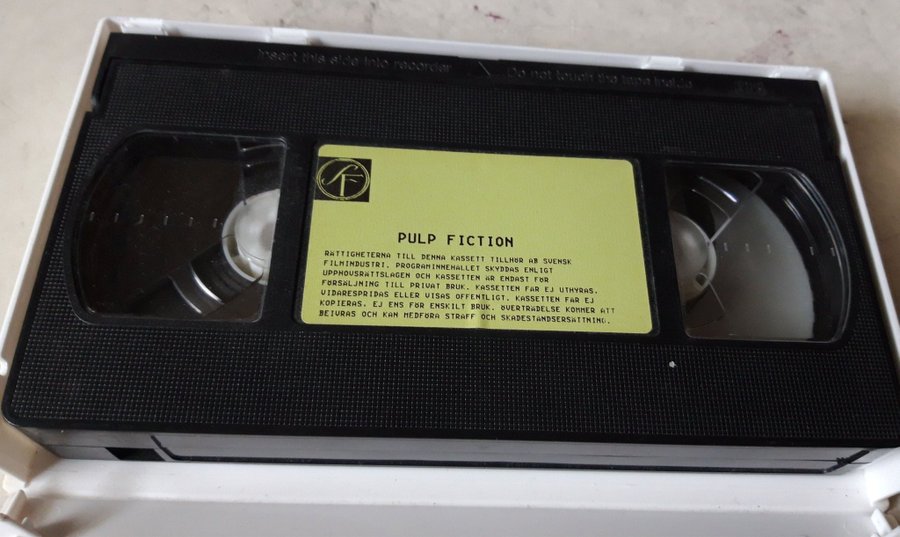 Insert this side into recorder Do not touch the tape inside
SF
PULP FICTION
RÄTTIGHETERNA TILL DENNA KASSETT TILLHÖR AB SVENSK
FILMINDUSTRI. PROGRAMINNEHÅLLET SKYDDAS ENLIGT
UPPHOVSRÄTTSLAGEN OCH KASSETTEN ÄR ENDAST FÖR
FÖRSÄLJNING TILL PRIVAT BRUK. KASSETTEN FÅR EJ UTHYRAS,
VIDARESPRIDAS ELLER VISAS OFFENTLIGT. KASSETTEN FÅR EJ
KOPIERAS, EJ ENS FÖR ENSKILT BRUK. ÖVERTRÄDELSE KOMMER ATT
BEIVRAS OCH KAN MEDFÖRA STRAFF OCH SKADESTÅNDSERSÄTTNING.